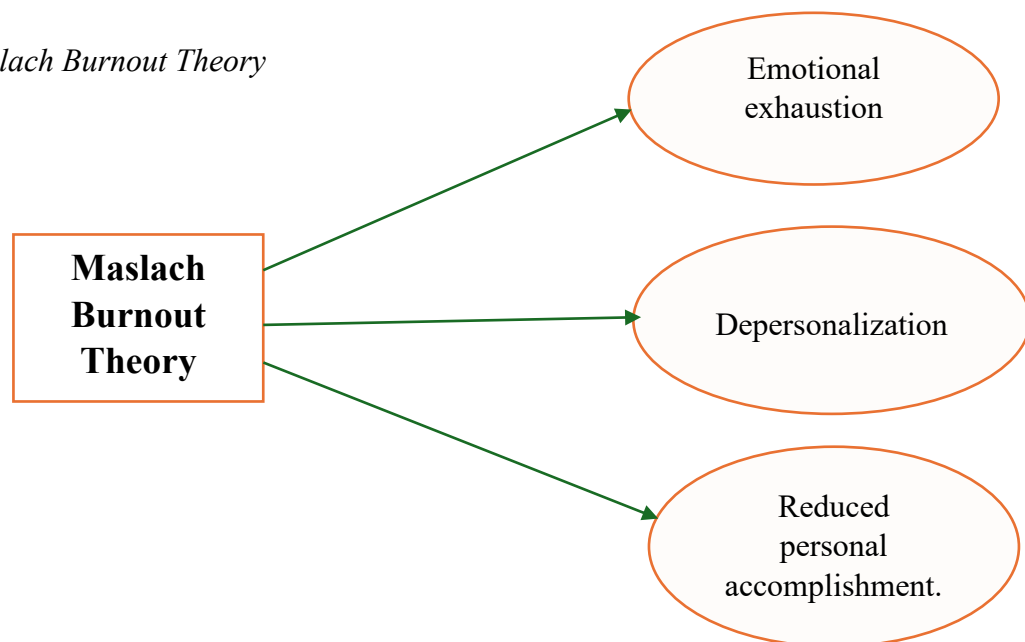 lach Burnout Theory
Emotional
exhaustion
Maslach
Burnout
Theory
Depersonalization
Reduced
personal
accomplishment.